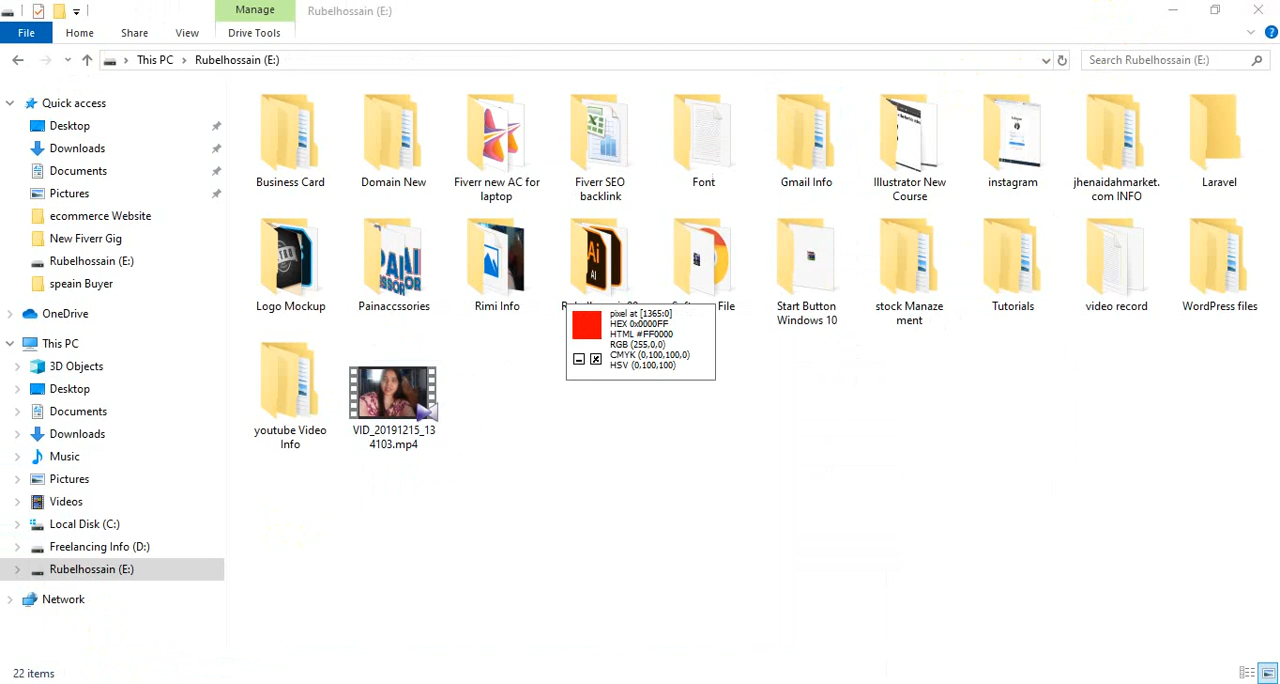 Manage
Rubelhossain (E:)
File
Home
Share
View
Drive Tools
This PC
Rubelhossain (E:)
Search Rubelhossain (E:)
Quick access
Desktop
Downloads
Documents
Pictures
ecommerce Website
New Fiverr Gig
Rubelhossain (E:)
speain Buyer
OneDrive
This PC
3D Objects
Desktop
Documents
Downloads
Music
Pictures
Videos
Local Disk (C:)
Freelancing Info (D:)
Rubelhossain (E:)
Network
Business Card
Domain New
Fiverr new AC for
laptop
Fiverr SEO
backlink
Font
Gmail Info
Illustrator New
Course
instagram
jhenaidahmarket.
com INFO
Laravel
Logo Mockup
Painaccssories
Rimi Info
File
Start Button
Windows 10
stock Manaze
ment
Tutorials
video record
WordPress files
pixel at [1365:0]
HEX 0x0000FF
HTML #FF0000
RGB (255,0,0)
CMYK (0,100,100,0)
HSV (0,100,100)
youtube Video
Info
VID_20191215_13
4103.mp4
22 items